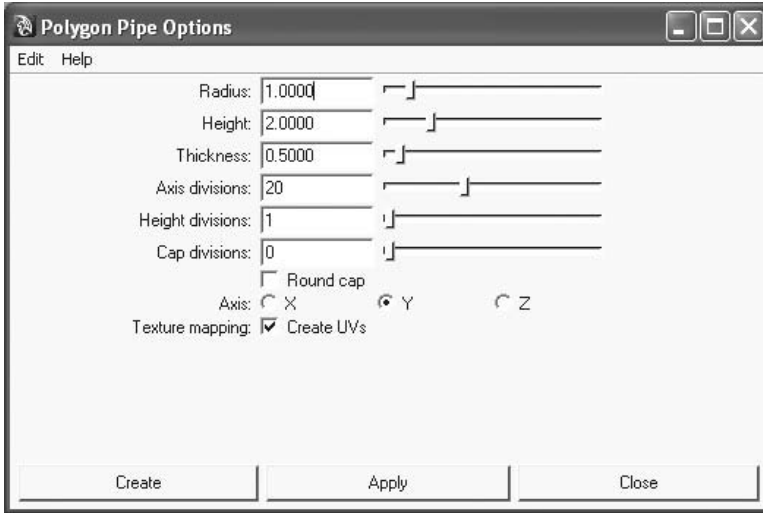 Polygon Pipe Options
Edit Help
Radius: 1.0000
Height: 2.0000
Thickness: 0.5000
Axis divisions: 20
Height divisions: 1
Cap divisions: 0
Round cap
Axis: X Y Z
Texture mapping: Create UVs
Create Apply Close